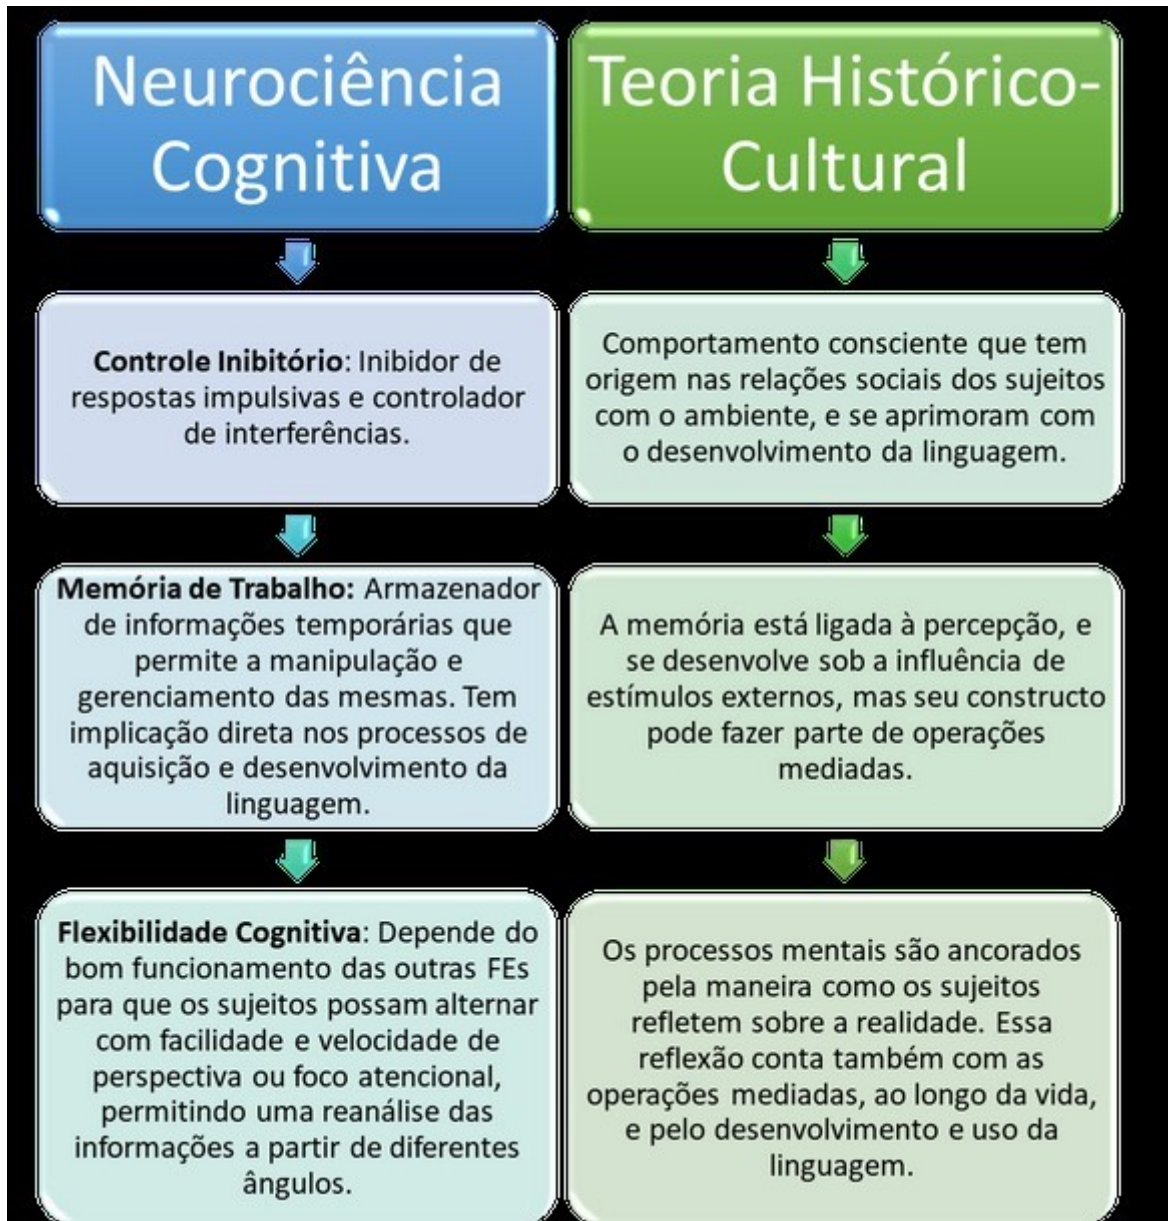 Neurociência
Cognitiva
Teoria Histórico-
Cultural
Controle Inibitório: Inibidor de
respostas impulsivas e controlador
de interferências.
Comportamento consciente que tem
origem nas relações sociais dos sujeitos
com o ambiente, e se aprimoram com
o desenvolvimento da linguagem.
Memória de Trabalho: Armazenador
de informações temporárias que
permite a manipulação e
gerenciamento das mesmas. Tem
implicação direta nos processos de
aquisição e desenvolvimento da
linguagem.
A memória está ligada à percepção, e
se desenvolve sob a influência de
estímulos externos, mas seu constructo
pode fazer parte de operações
mediadas.
Flexibilidade Cognitiva: Depende do
bom funcionamento das outras FEs
para que os sujeitos possam alternar
com facilidade e velocidade de
perspectiva ou foco atencional,
permitindo uma reanálise das
informações a partir de diferentes
ângulos.
Os processos mentais são ancorados
pela maneira como os sujeitos
refletem sobre a realidade. Essa
reflexão conta também com as
operações mediadas, ao longo da vida,
e pelo desenvolvimento e uso da
linguagem.